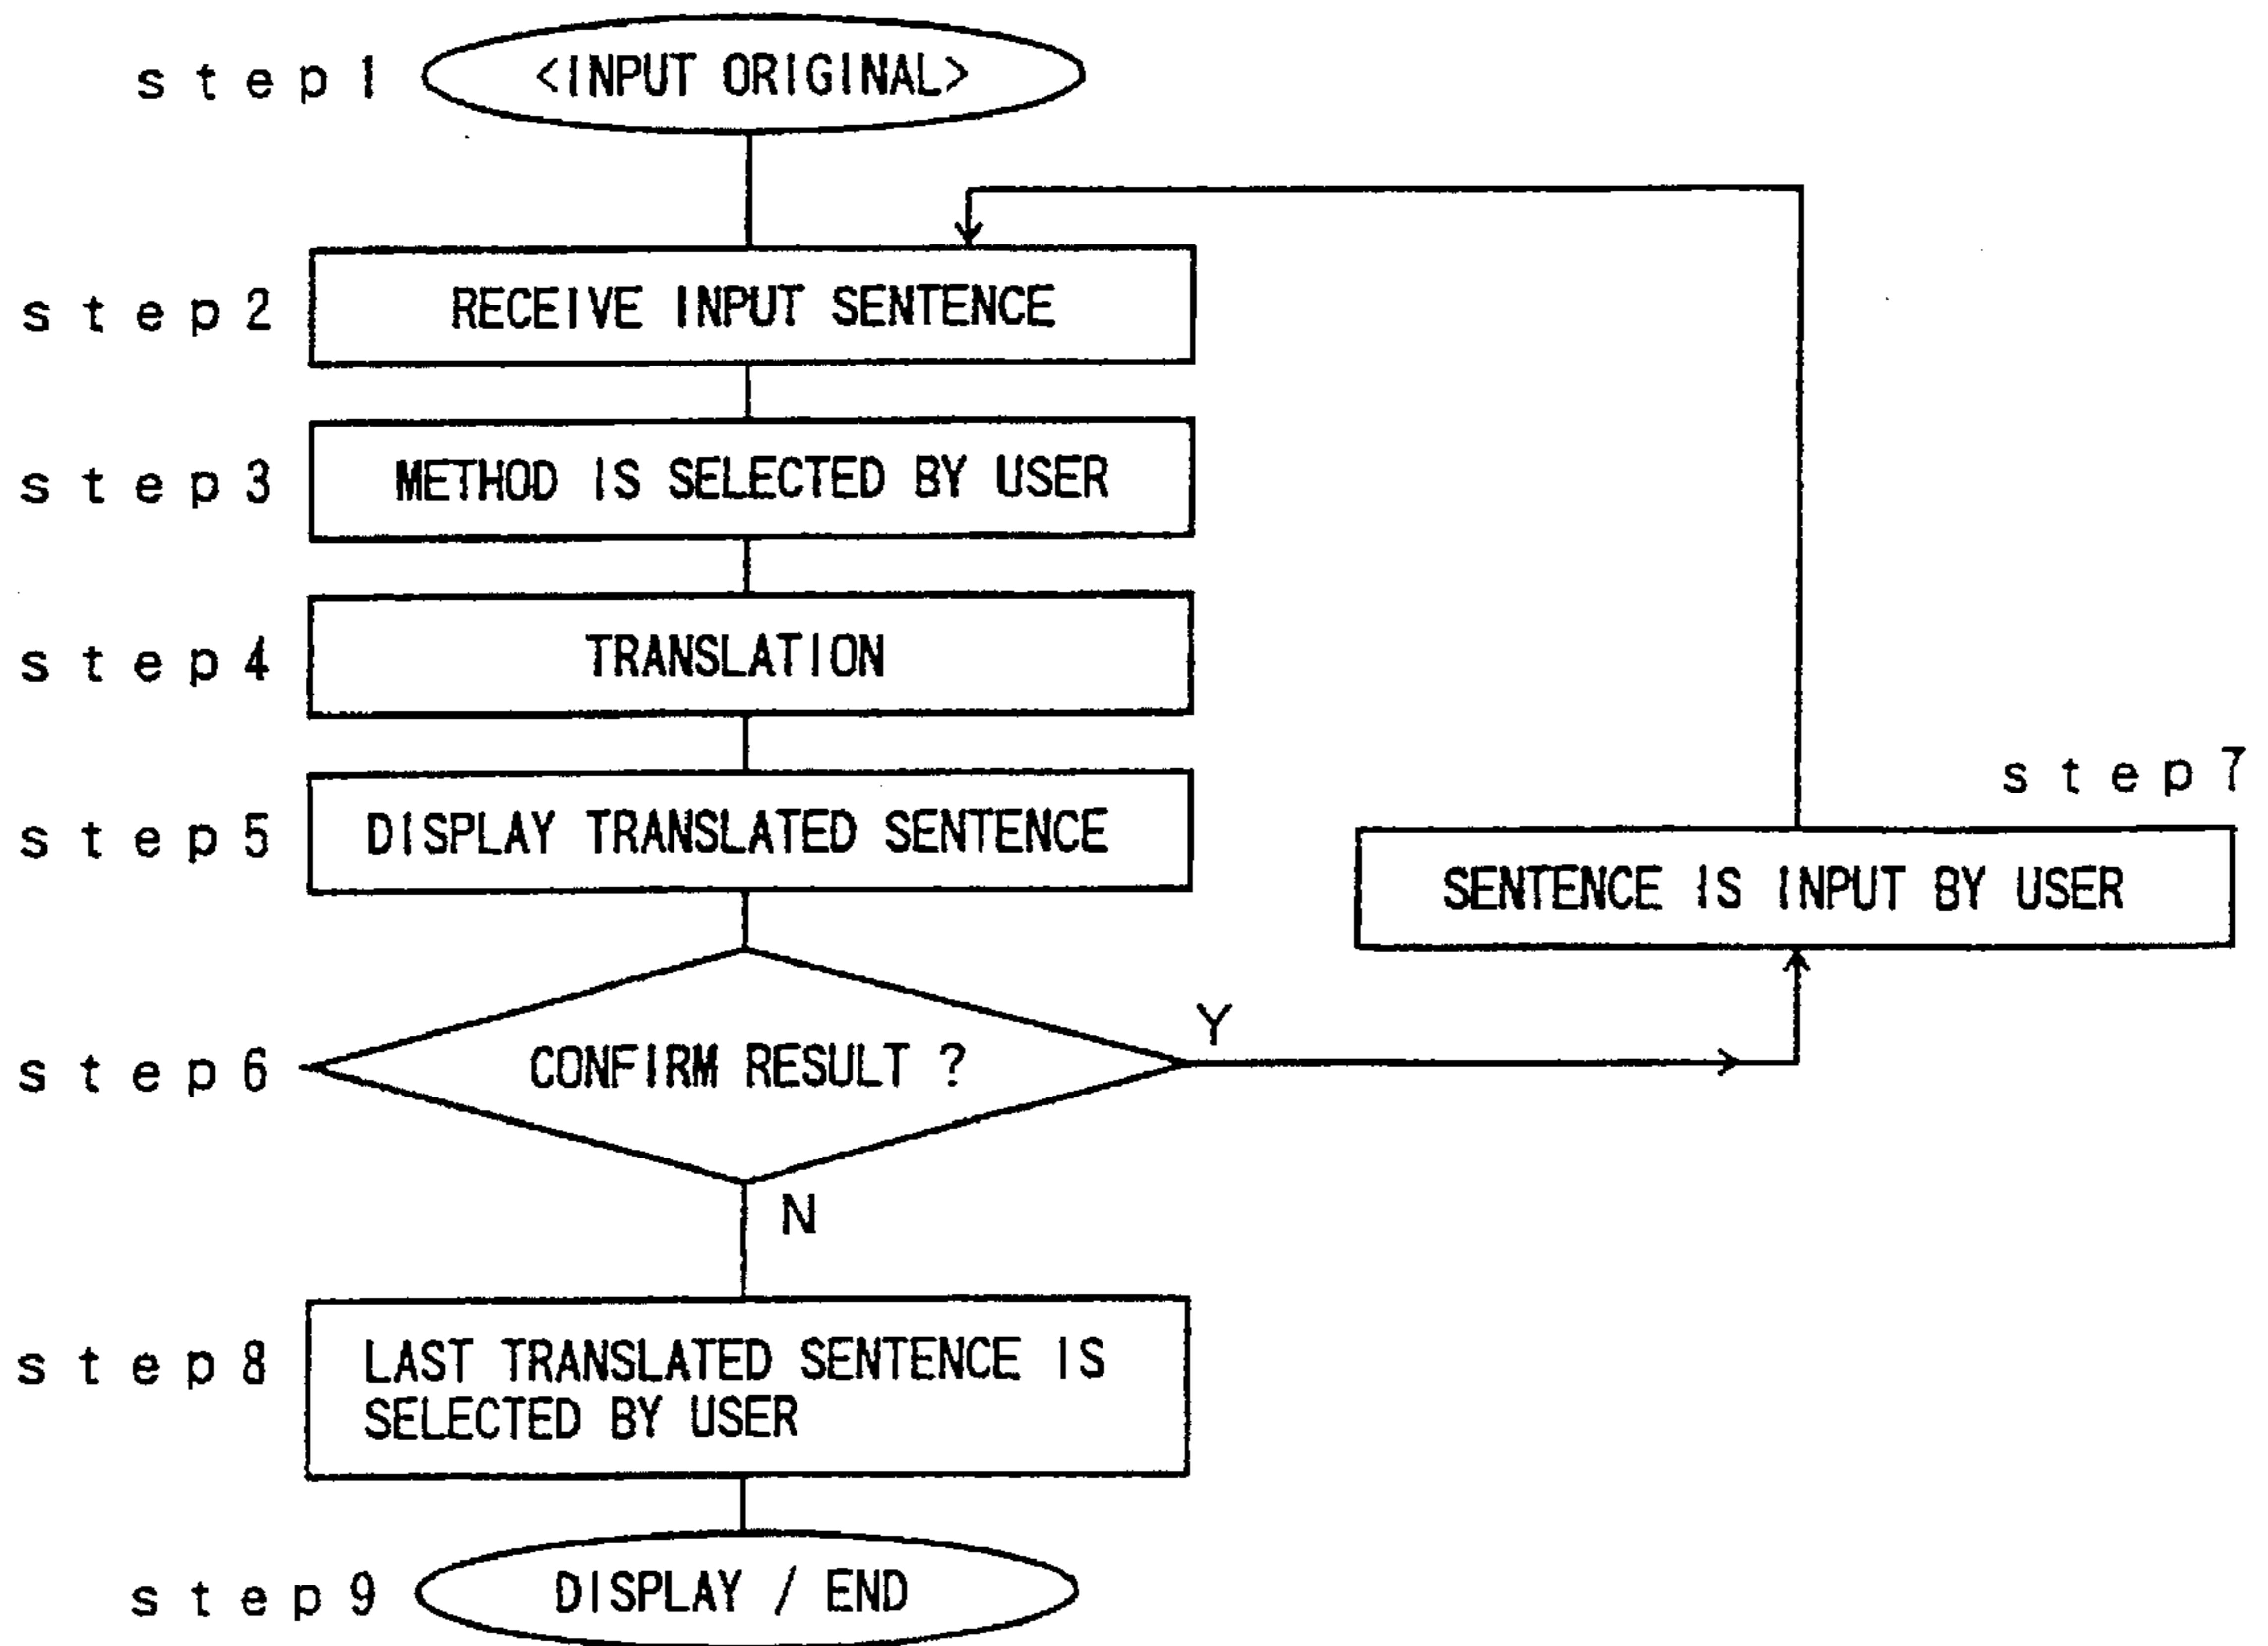 step1 <INPUT ORIGINAL>
step2 RECEIVE INPUT SENTENCE
step3 METHOD IS SELECTED BY USER
step4 TRANSLATION
step5 DISPLAY TRANSLATED SENTENCE
step6 CONFIRM RESULT ?
Y
step7
SENTENCE IS INPUT BY USER
N
step8 LAST TRANSLATED SENTENCE IS
SELECTED BY USER
step9 DISPLAY / END